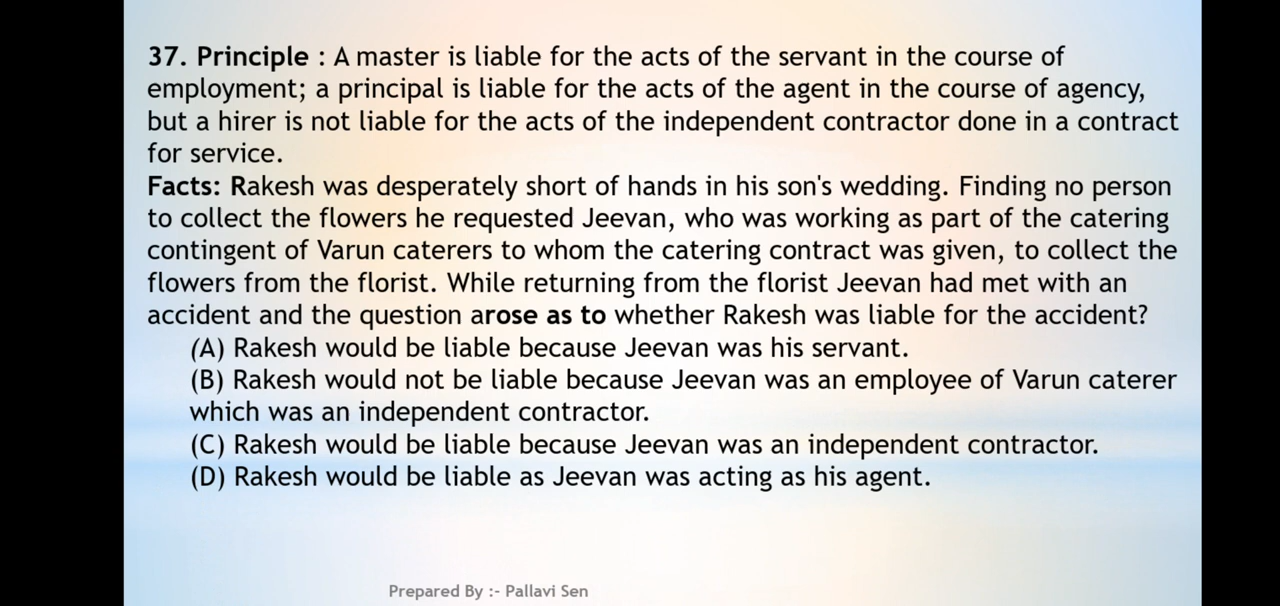 37. Principle : A master is liable for the acts of the servant in the course of
employment; a principal is liable for the acts of the agent in the course of agency,
but a hirer is not liable for the acts of the independent contractor done in a contract
for service.
Facts: Rakesh was desperately short of hands in his son's wedding. Finding no person
to collect the flowers he requested Jeevan, who was working as part of the catering
contingent of Varun caterers to whom the catering contract was given, to collect the
flowers from the florist. While returning from the florist Jeevan had met with an
accident and the question arose as to whether Rakesh was liable for the accident?
(A) Rakesh would be liable because Jeevan was his servant.
(B) Rakesh would not be liable because Jeevan was an employee of Varun caterer
which was an independent contractor.
(C) Rakesh would be liable because Jeevan was an independent contractor.
(D) Rakesh would be liable as Jeevan was acting as his agent.
Prepared By :- Pallavi Sen